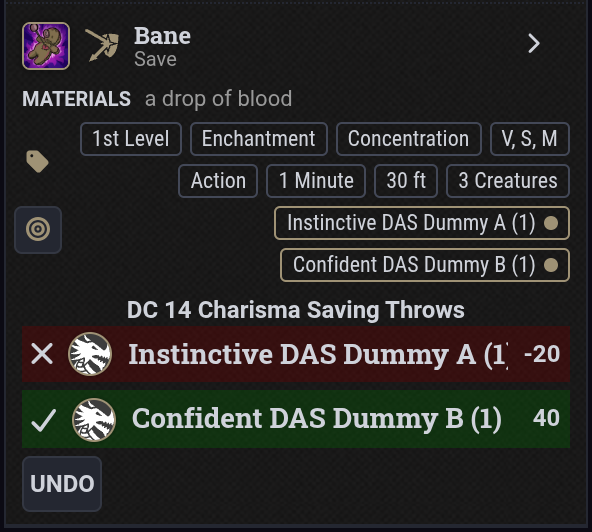 Bane
Save
MATERIALS a drop of blood
1st Level Enchantment Concentration V, S, M
Action 1 Minute 30 ft 3 Creatures
Instinctive DAS Dummy A (1)
Confident DAS Dummy B (1)
DC 14 Charisma Saving Throws
Instinctive DAS Dummy A (1 -20
Confident DAS Dummy B (1) 40
UNDO